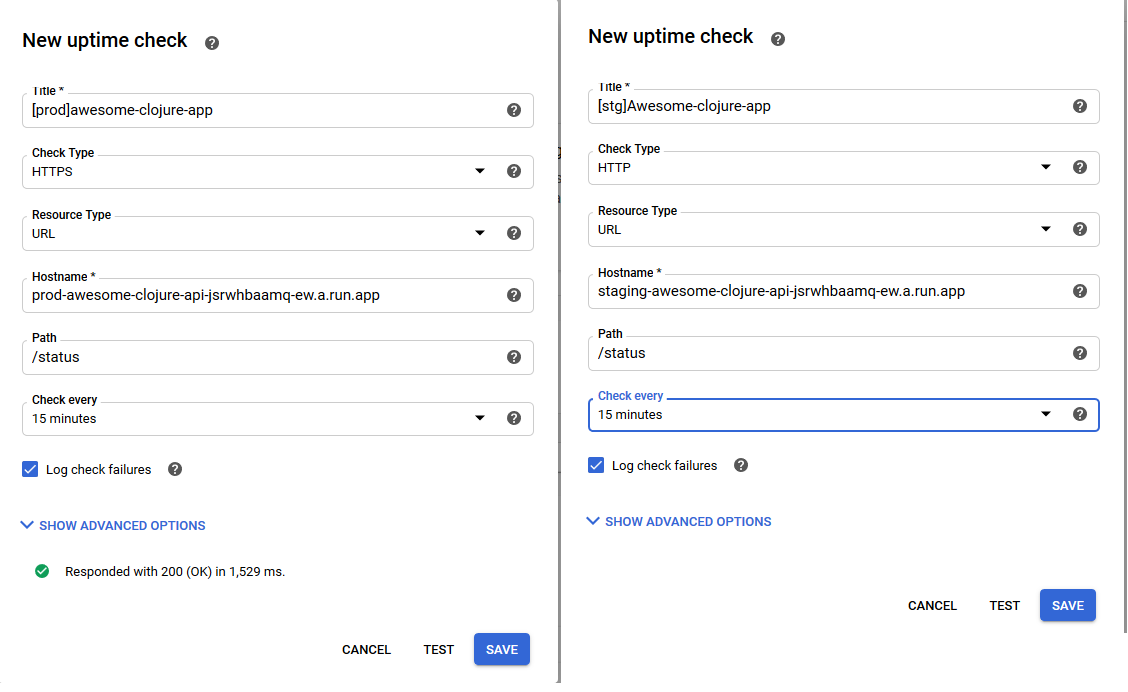 New uptime check
Title *
[prod]awesome-clojure-app
Check Type
HTTPS
Resource Type
URL
Hostname *
prod-awesome-clojure-api-jsrwhbaamq-ew.a.run.app
Path
/status
Check every
15 minutes
Log check failures
SHOW ADVANCED OPTIONS
Responded with 200 (OK) in 1,529 ms.
CANCEL TEST SAVE
New uptime check
Title *
[stg]Awesome-clojure-app
Check Type
HTTP
Resource Type
URL
Hostname *
staging-awesome-clojure-api-jsrwhbaamq-ew.a.run.app
Path
/status
Check every
15 minutes
Log check failures
SHOW ADVANCED OPTIONS
CANCEL TEST SAVE